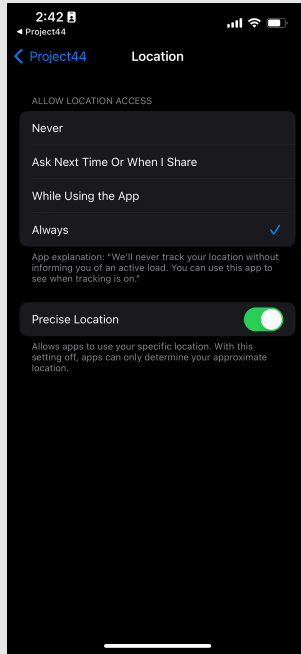 2:42
◀ Project44
Project44
Location
ALLOW LOCATION ACCESS
Never
Ask Next Time Or When I Share
While Using the App
Always
App explanation: “We’ll never track your location without
informing you of an active load. You can use this app to
see when tracking is on.”
Precise Location
Allows apps to use your specific location. With this
setting off, apps can only determine your approximate
location.